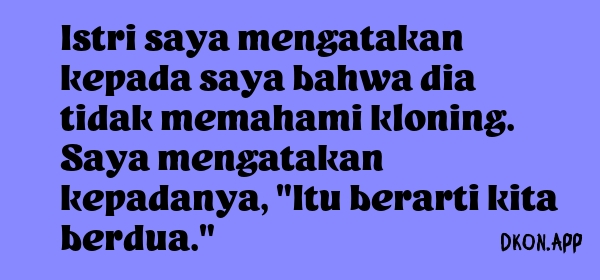 Istri saya mengatakan
kepada saya bahwa dia
tidak memahami kloning.
Saya mengatakan
kepadanya, "Itu berarti kita
berdua."
DKON.APP